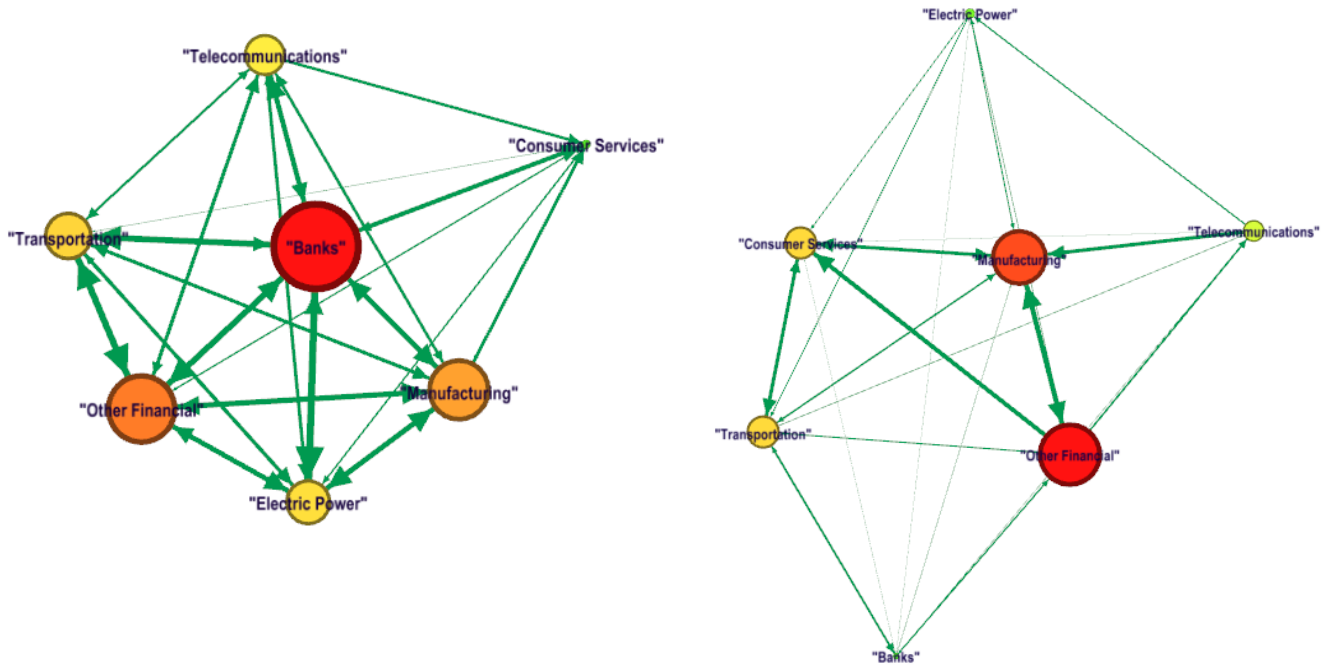 "Telecommunications"
"Consumer Services"
"Transportation"
"Banks"
"Manufacturing"
"Other Financial"
"Electric Power"
"Electric Power"
"Telecommunications"
"Consumer Services"
"Manufacturing"
"Transportation"
"Other Financial"
"Banks"